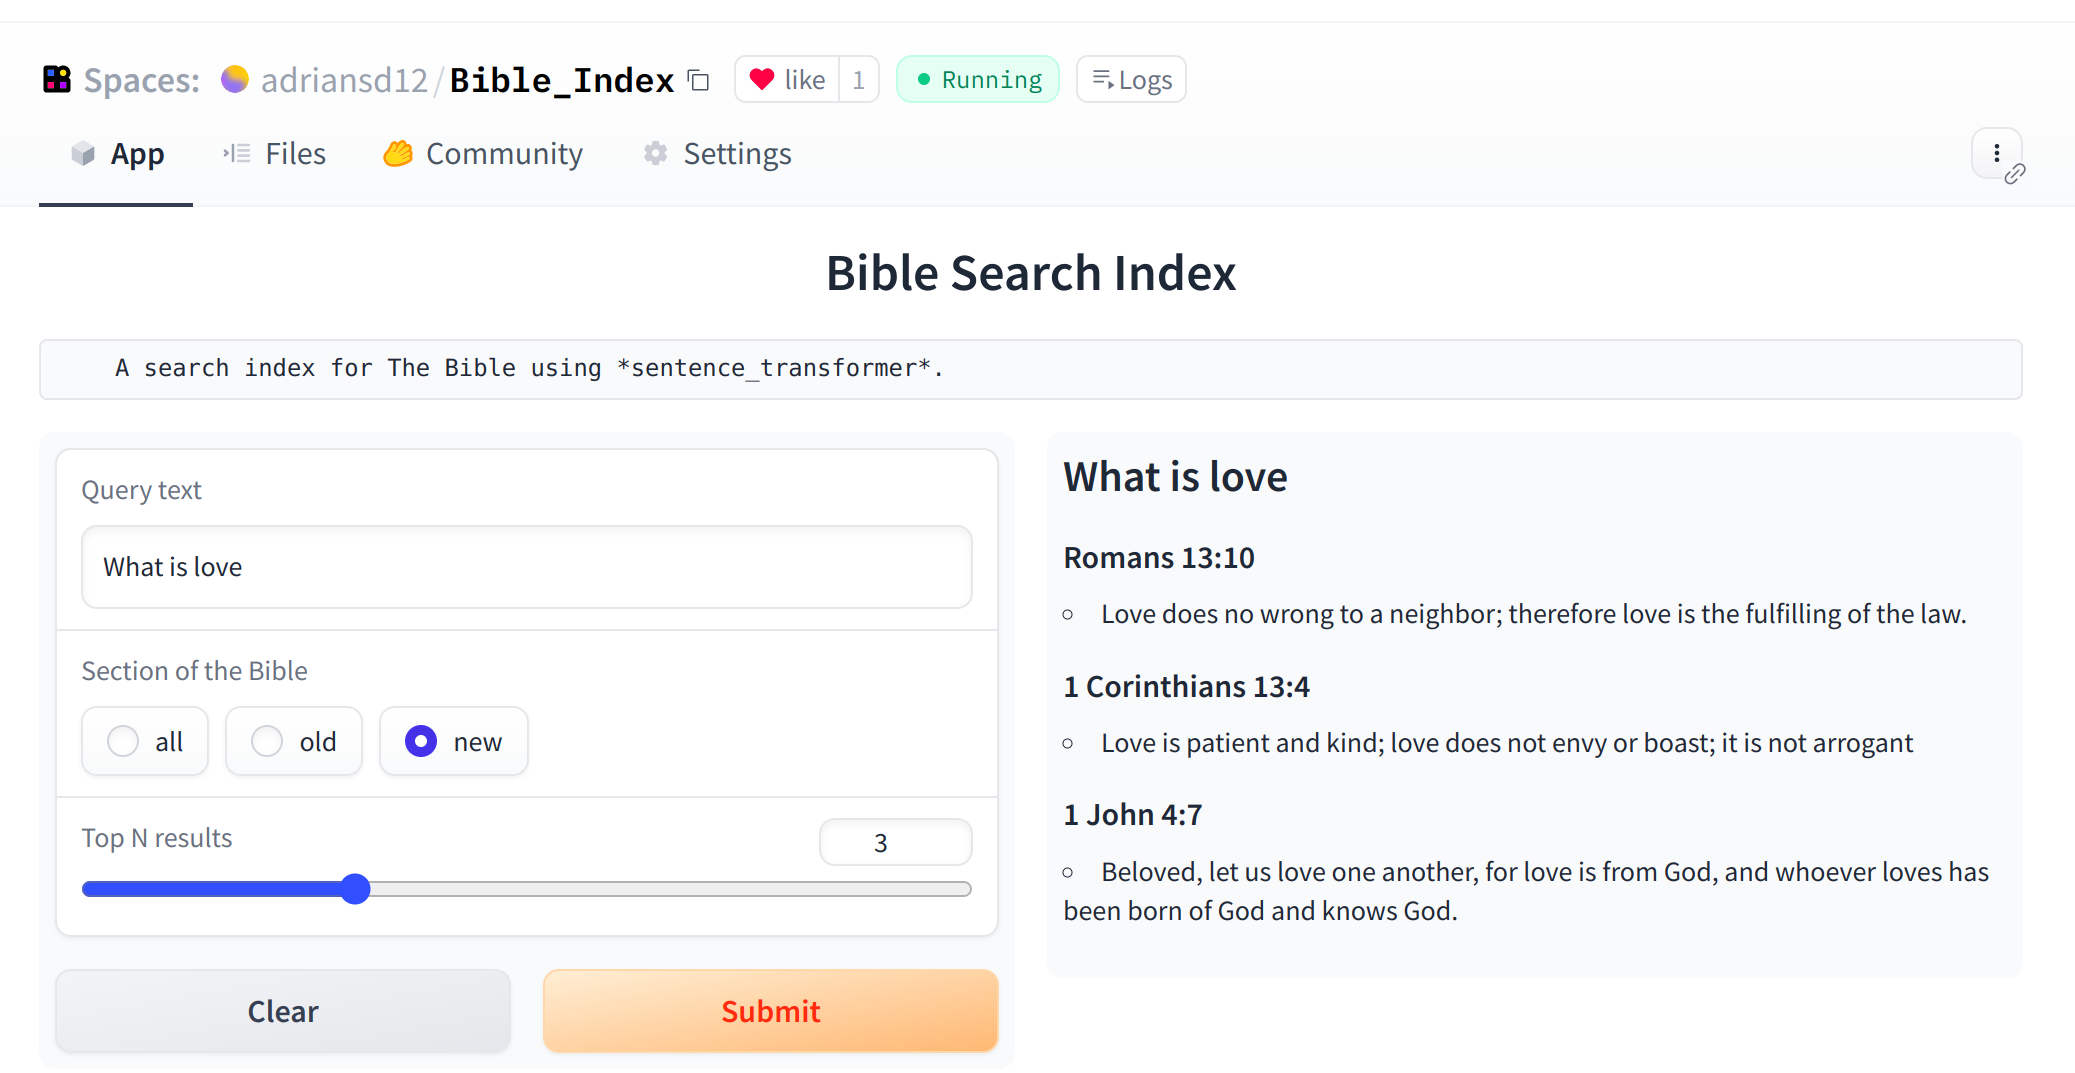 Spaces: adriansd12/Bible_Index like 1 Running Logs
App Files Community Settings
Bible Search Index
A search index for The Bible using *sentence_transformer*.
Query text
What is love
Section of the Bible
all old new
Top N results 3
Clear Submit
What is love
Romans 13:10
Love does no wrong to a neighbor; therefore love is the fulfilling of the law.
1 Corinthians 13:4
Love is patient and kind; love does not envy or boast; it is not arrogant
1 John 4:7
Beloved, let us love one another, for love is from God, and whoever loves has
been born of God and knows God.